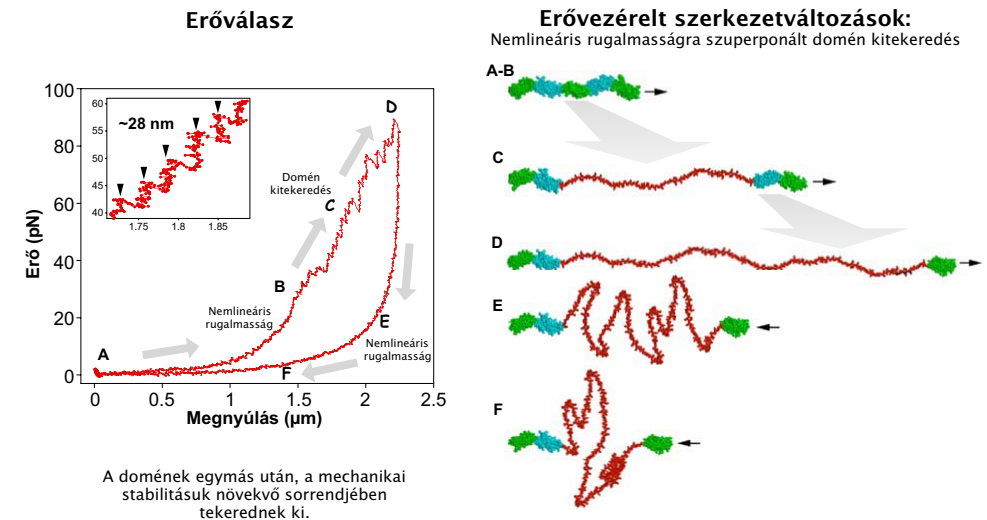 Erőválasz
Erő (pN)
100
80
60
40
20
0
0
0.5
1
1.5
2
2.5
Megnyúlás (μm)
60
55
50
45
40
1.75
1.8
1.85
~28 nm
D
Domén
kitekeredés
C
B
Nemlineáris
rugalmasság
A
E
Nemlineáris
rugalmasság
F
A domének egymás után, a mechanikai
stabilitásuk növekvő sorrendjében
tekerednek ki.
Erővezérelt szerkezetváltozások:
Nemlineáris rugalmasságra szuperponált domén kitekeredés
A-B
C
D
E
F